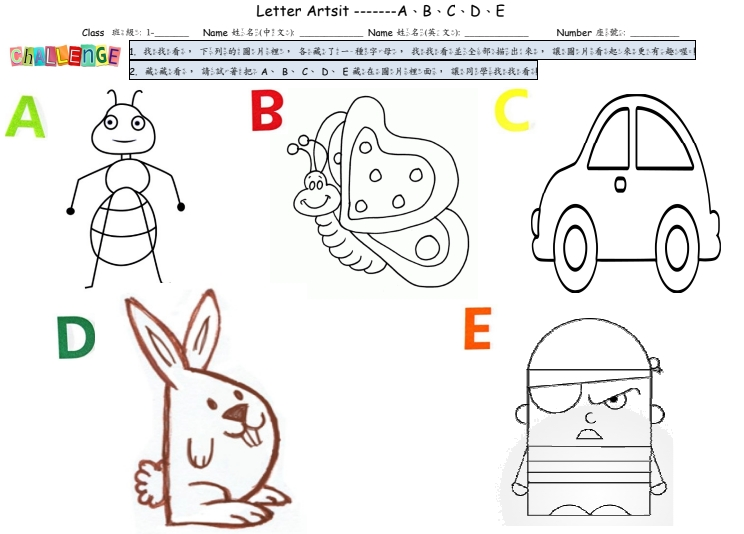 Letter Artsit -------A、B、C、D、E
Class 班級: 1-______ Name 姓名(中文): ____________ Name 姓名(英文): ____________ Number 座號: _________
CHALLENGE
1. 我找看, 下列的圖片裡, 各藏了一種字母, 我找看並全部描出來, 讓圖片看起來更有趣喔!
2. 藏藏看, 請試著把 A、B、C、D、E 藏在圖片裡面, 讓同學找找看!
A
B
C
D
E